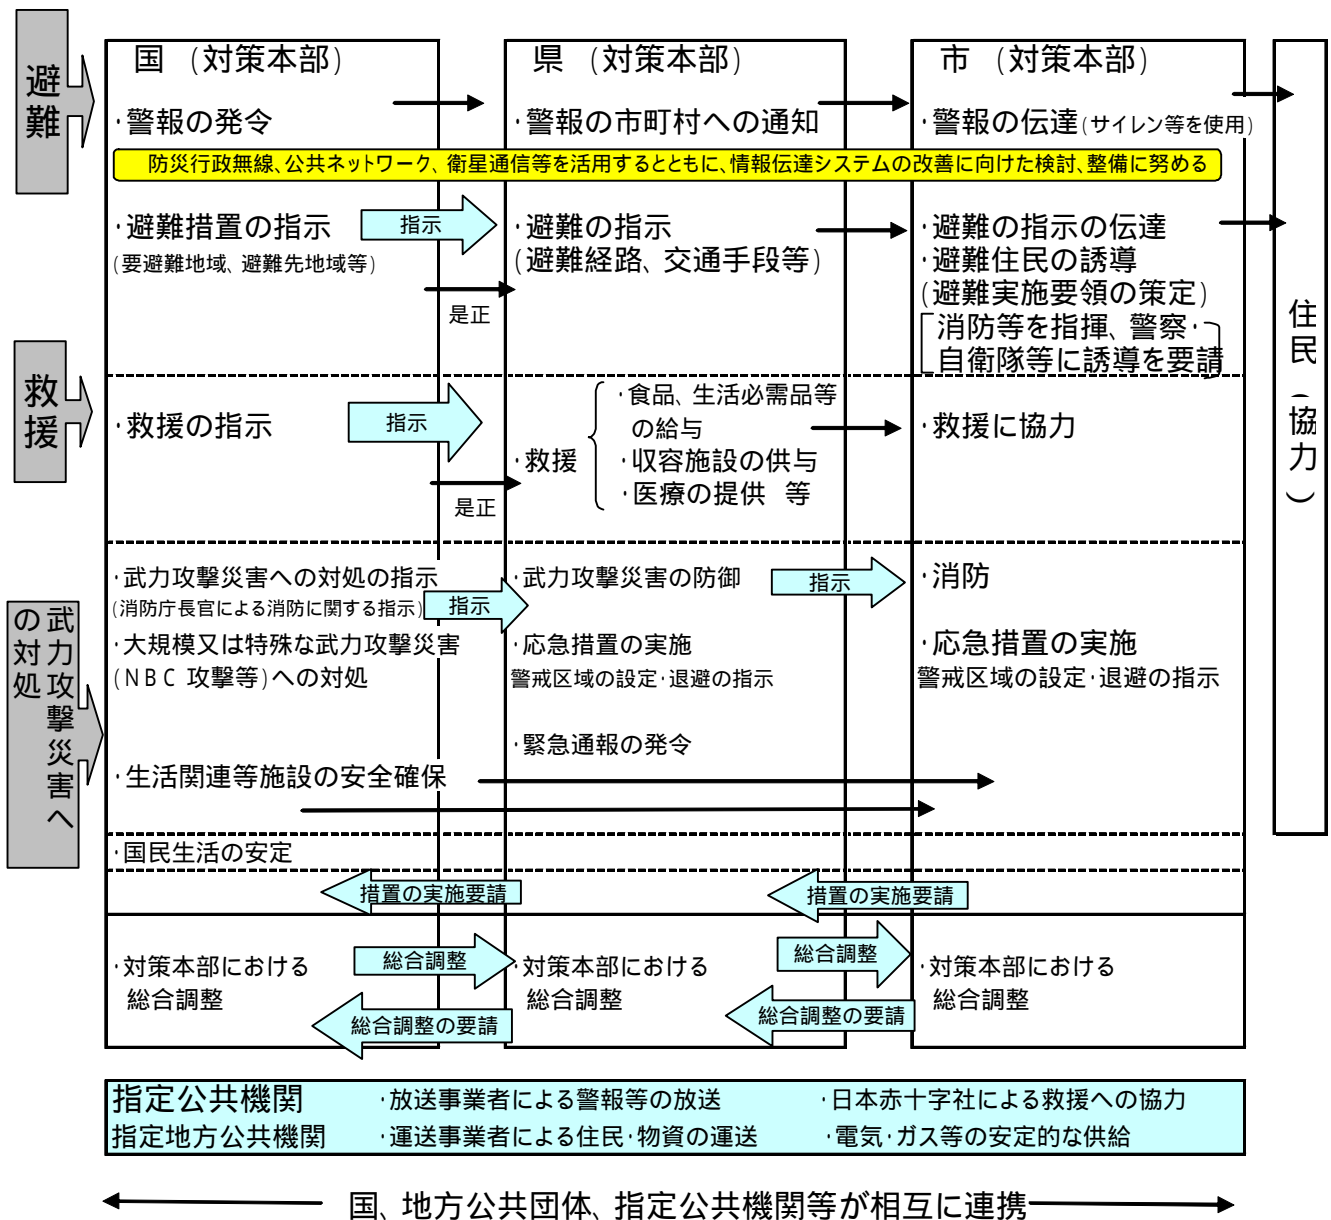 避難
国 (対策本部)
県 (対策本部)
市 (対策本部)
・警報の発令
・警報の市町村への通知
・警報の伝達(サイレン等を使用)
防災行政無線、公共ネットワーク、衛星通信等を活用するとともに、情報伝達システムの改善に向けた検討、整備に努める
・避難措置の指示
(要避難地域、避難先地域等)
指示
是正
・避難の指示
(避難経路、交通手段等)
・避難の指示の伝達
・避難住民の誘導
(避難実施要領の策定)
消防等を指揮、警察・
自衛隊等に誘導を要請
住民(協力)
救援
・救援の指示
指示
是正
・救援
・食品、生活必需品等
の給与
・収容施設の供与
・医療の提供 等
・救援に協力
武力攻撃災害へ
の対処
・武力攻撃災害への対処の指示
(消防庁長官による消防に関する指示)
指示
・武力攻撃災害の防御
指示
・消防
・大規模又は特殊な武力攻撃災害
(NBC攻撃等)への対処
・応急措置の実施
警戒区域の設定・退避の指示
・応急措置の実施
警戒区域の設定・退避の指示
・緊急通報の発令
・生活関連等施設の安全確保
・国民生活の安定
措置の実施要請
措置の実施要請
・対策本部における
総合調整
総合調整
総合調整の要請
・対策本部における
総合調整
総合調整
総合調整の要請
・対策本部における
総合調整
指定公共機関
・放送事業者による警報等の放送
・日本赤十字社による救援への協力
指定地方公共機関
・運送事業者による住民・物資の運送
・電気・ガス等の安定的な供給
国、地方公共団体、指定公共機関等が相互に連携